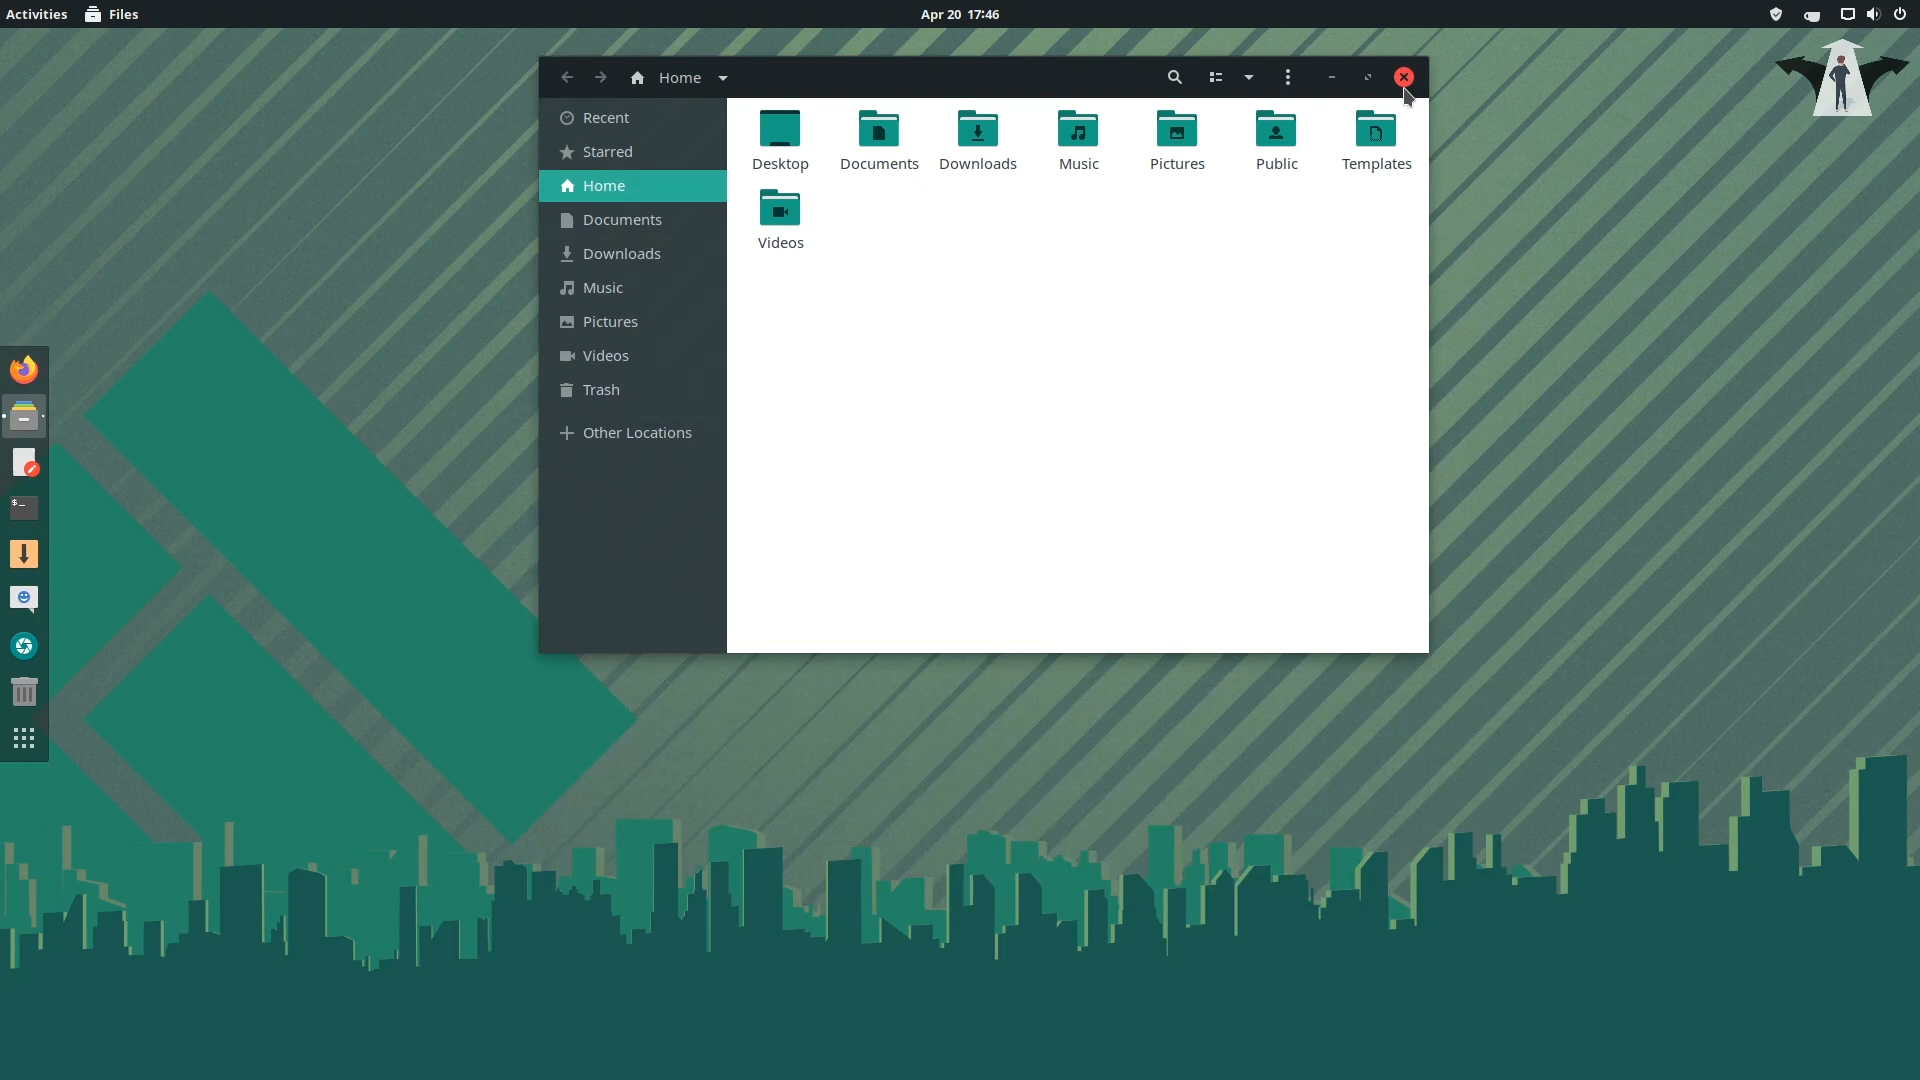 Activities
Files
Apr 20 17:46
Home
Recent
Starred
Home
Documents
Downloads
Music
Pictures
Videos
Trash
Other Locations
Desktop
Documents
Downloads
Music
Pictures
Public
Templates
Videos
$_